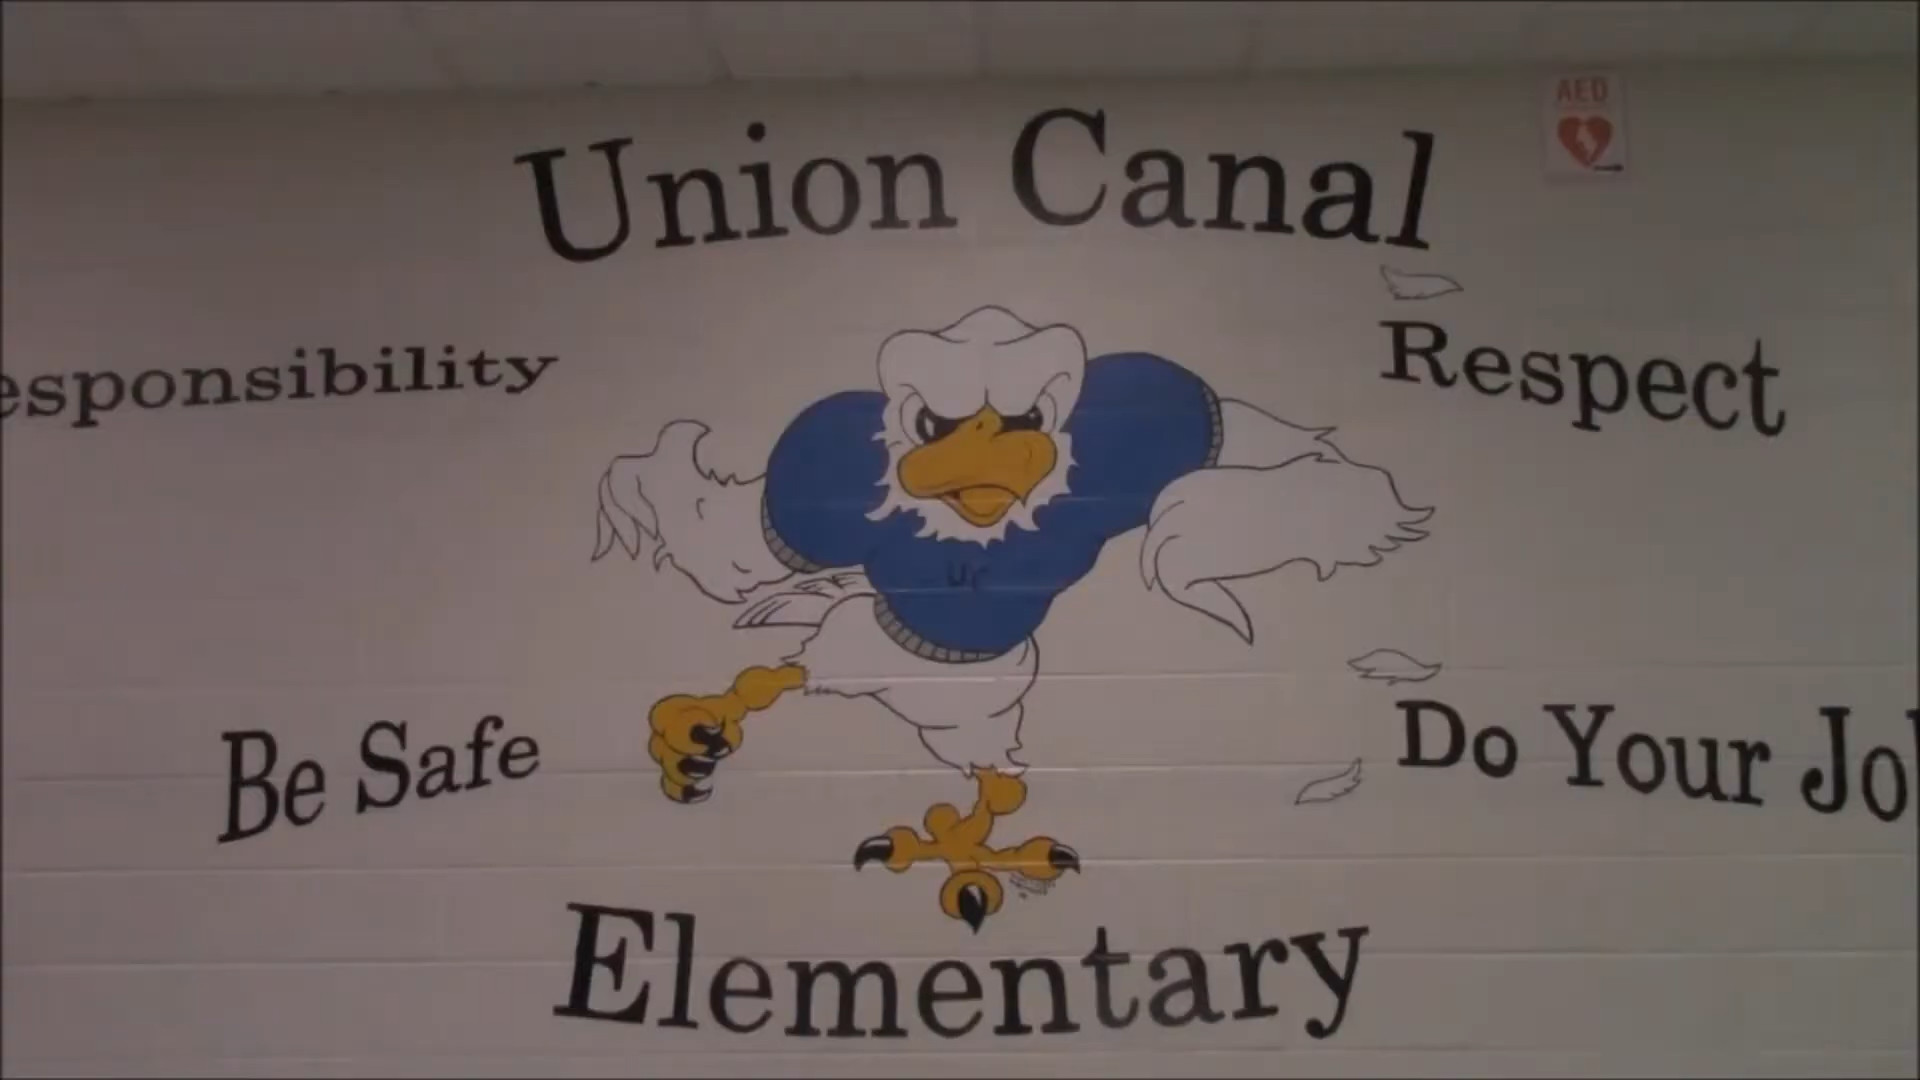 AED
Union Canal
esponsibility
Respect
Be Safe
Do Your Jo
Elementary